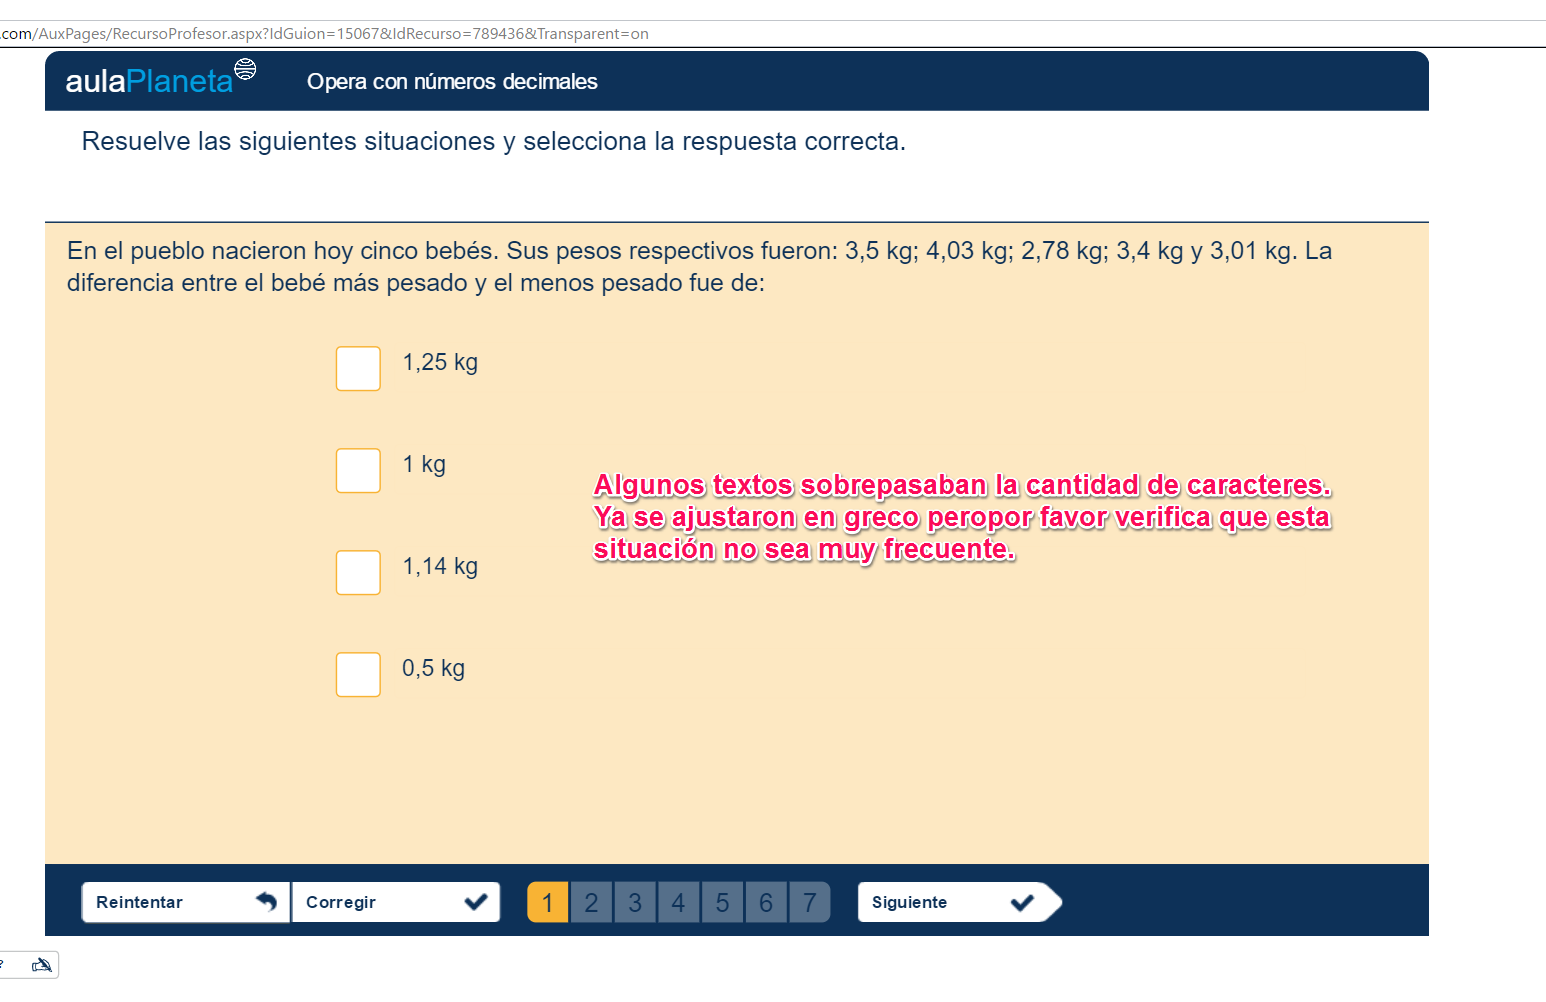 .com/AuxPages/RecursoProfesor.aspx?IdGuion=15067&IdRecurso=789436&Transparent=on
aulaPlaneta
Opera con números decimales
Resuelve las siguientes situaciones y selecciona la respuesta correcta.
En el pueblo nacieron hoy cinco bebés. Sus pesos respectivos fueron: 3,5 kg; 4,03 kg; 2,78 kg; 3,4 kg y 3,01 kg. La
diferencia entre el bebé más pesado y el menos pesado fue de:
1,25 kg
1 kg
1,14 kg
0,5 kg
Algunos textos sobrepasaban la cantidad de caracteres.
Ya se ajustaron en greco peropor favor verifica que esta
situación no sea muy frecuente.
Reintentar
Corregir
1 2 3 4 5 6 7
Siguiente
?